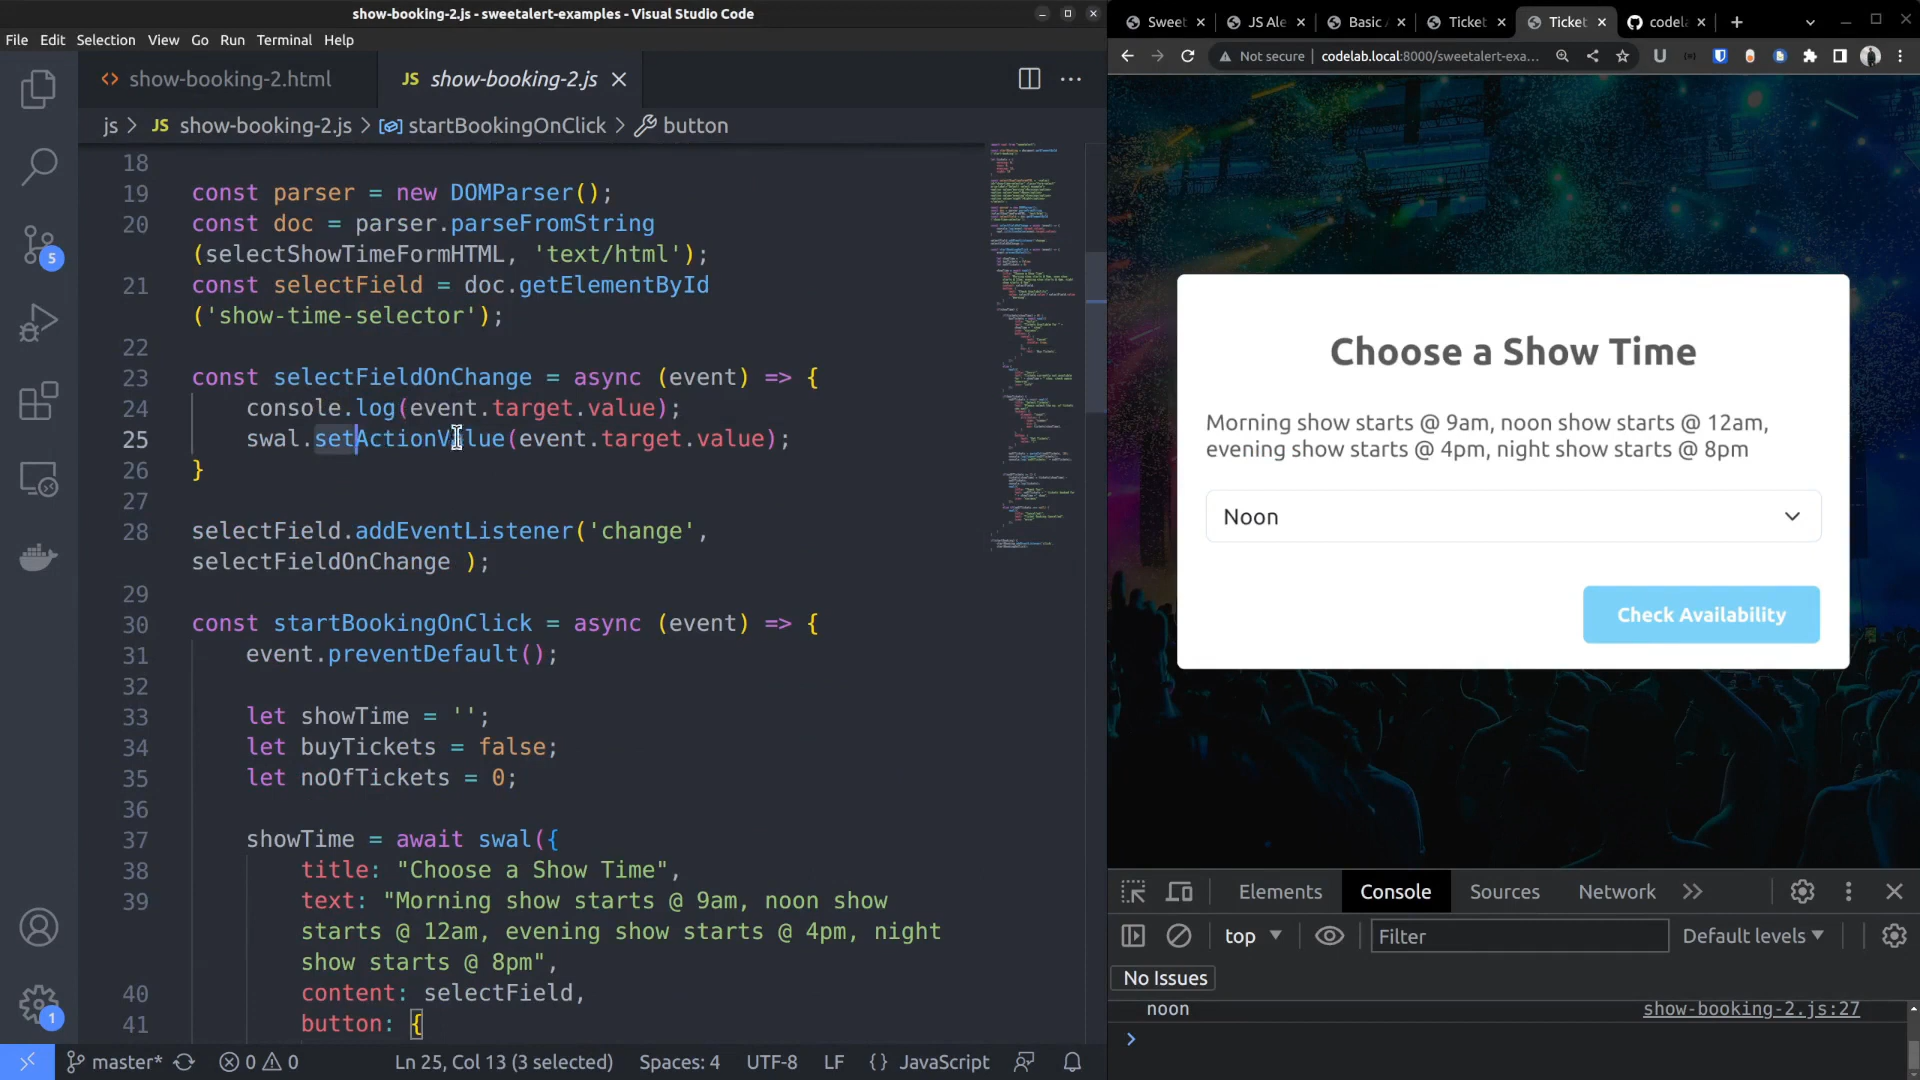 show-booking-2.js - sweetalert-examples - Visual Studio Code
File Edit Selection View Go Run Terminal Help
<> show-booking-2.html
JS show-booking-2.js
js > JS show-booking-2.js > startBookingOnClick > button
18
19 const parser = new DOMParser();
20 const doc = parser.parseFromString
(selectShowTimeFormHTML, 'text/html');
21 const selectField = doc.getElementById
('show-time-selector');
22
23 const selectFieldOnChange = async (event) => {
24 console.log(event.target.value);
25 swal.setActionValue(event.target.value);
26 }
27
28 selectField.addEventListener('change',
selectFieldOnChange );
29
30 const startBookingOnClick = async (event) => {
31 event.preventDefault();
32
33 let showTime = '';
34 let buyTickets = false;
35 let noOfTickets = 0;
36
37 showTime = await swal({
38 title: "Choose a Show Time",
39 text: "Morning show starts @ 9am, noon show
starts @ 12am, evening show starts @ 4pm, night
show starts @ 8pm",
40 content: selectField,
41 button: {
5
1
master* 0 0 Ln 25, Col 13 (3 selected) Spaces: 4 UTF-8 LF {} JavaScript
Sweet JS Ale Basic Ticket Ticket codel
Not secure codelab.local:8000/sweetalert-exa...
Choose a Show Time
Morning show starts @ 9am, noon show starts @ 12am,
evening show starts @ 4pm, night show starts @ 8pm
Noon
Check Availability
Elements Console Sources Network
top Filter Default levels
No Issues
noon show-booking-2.js:27